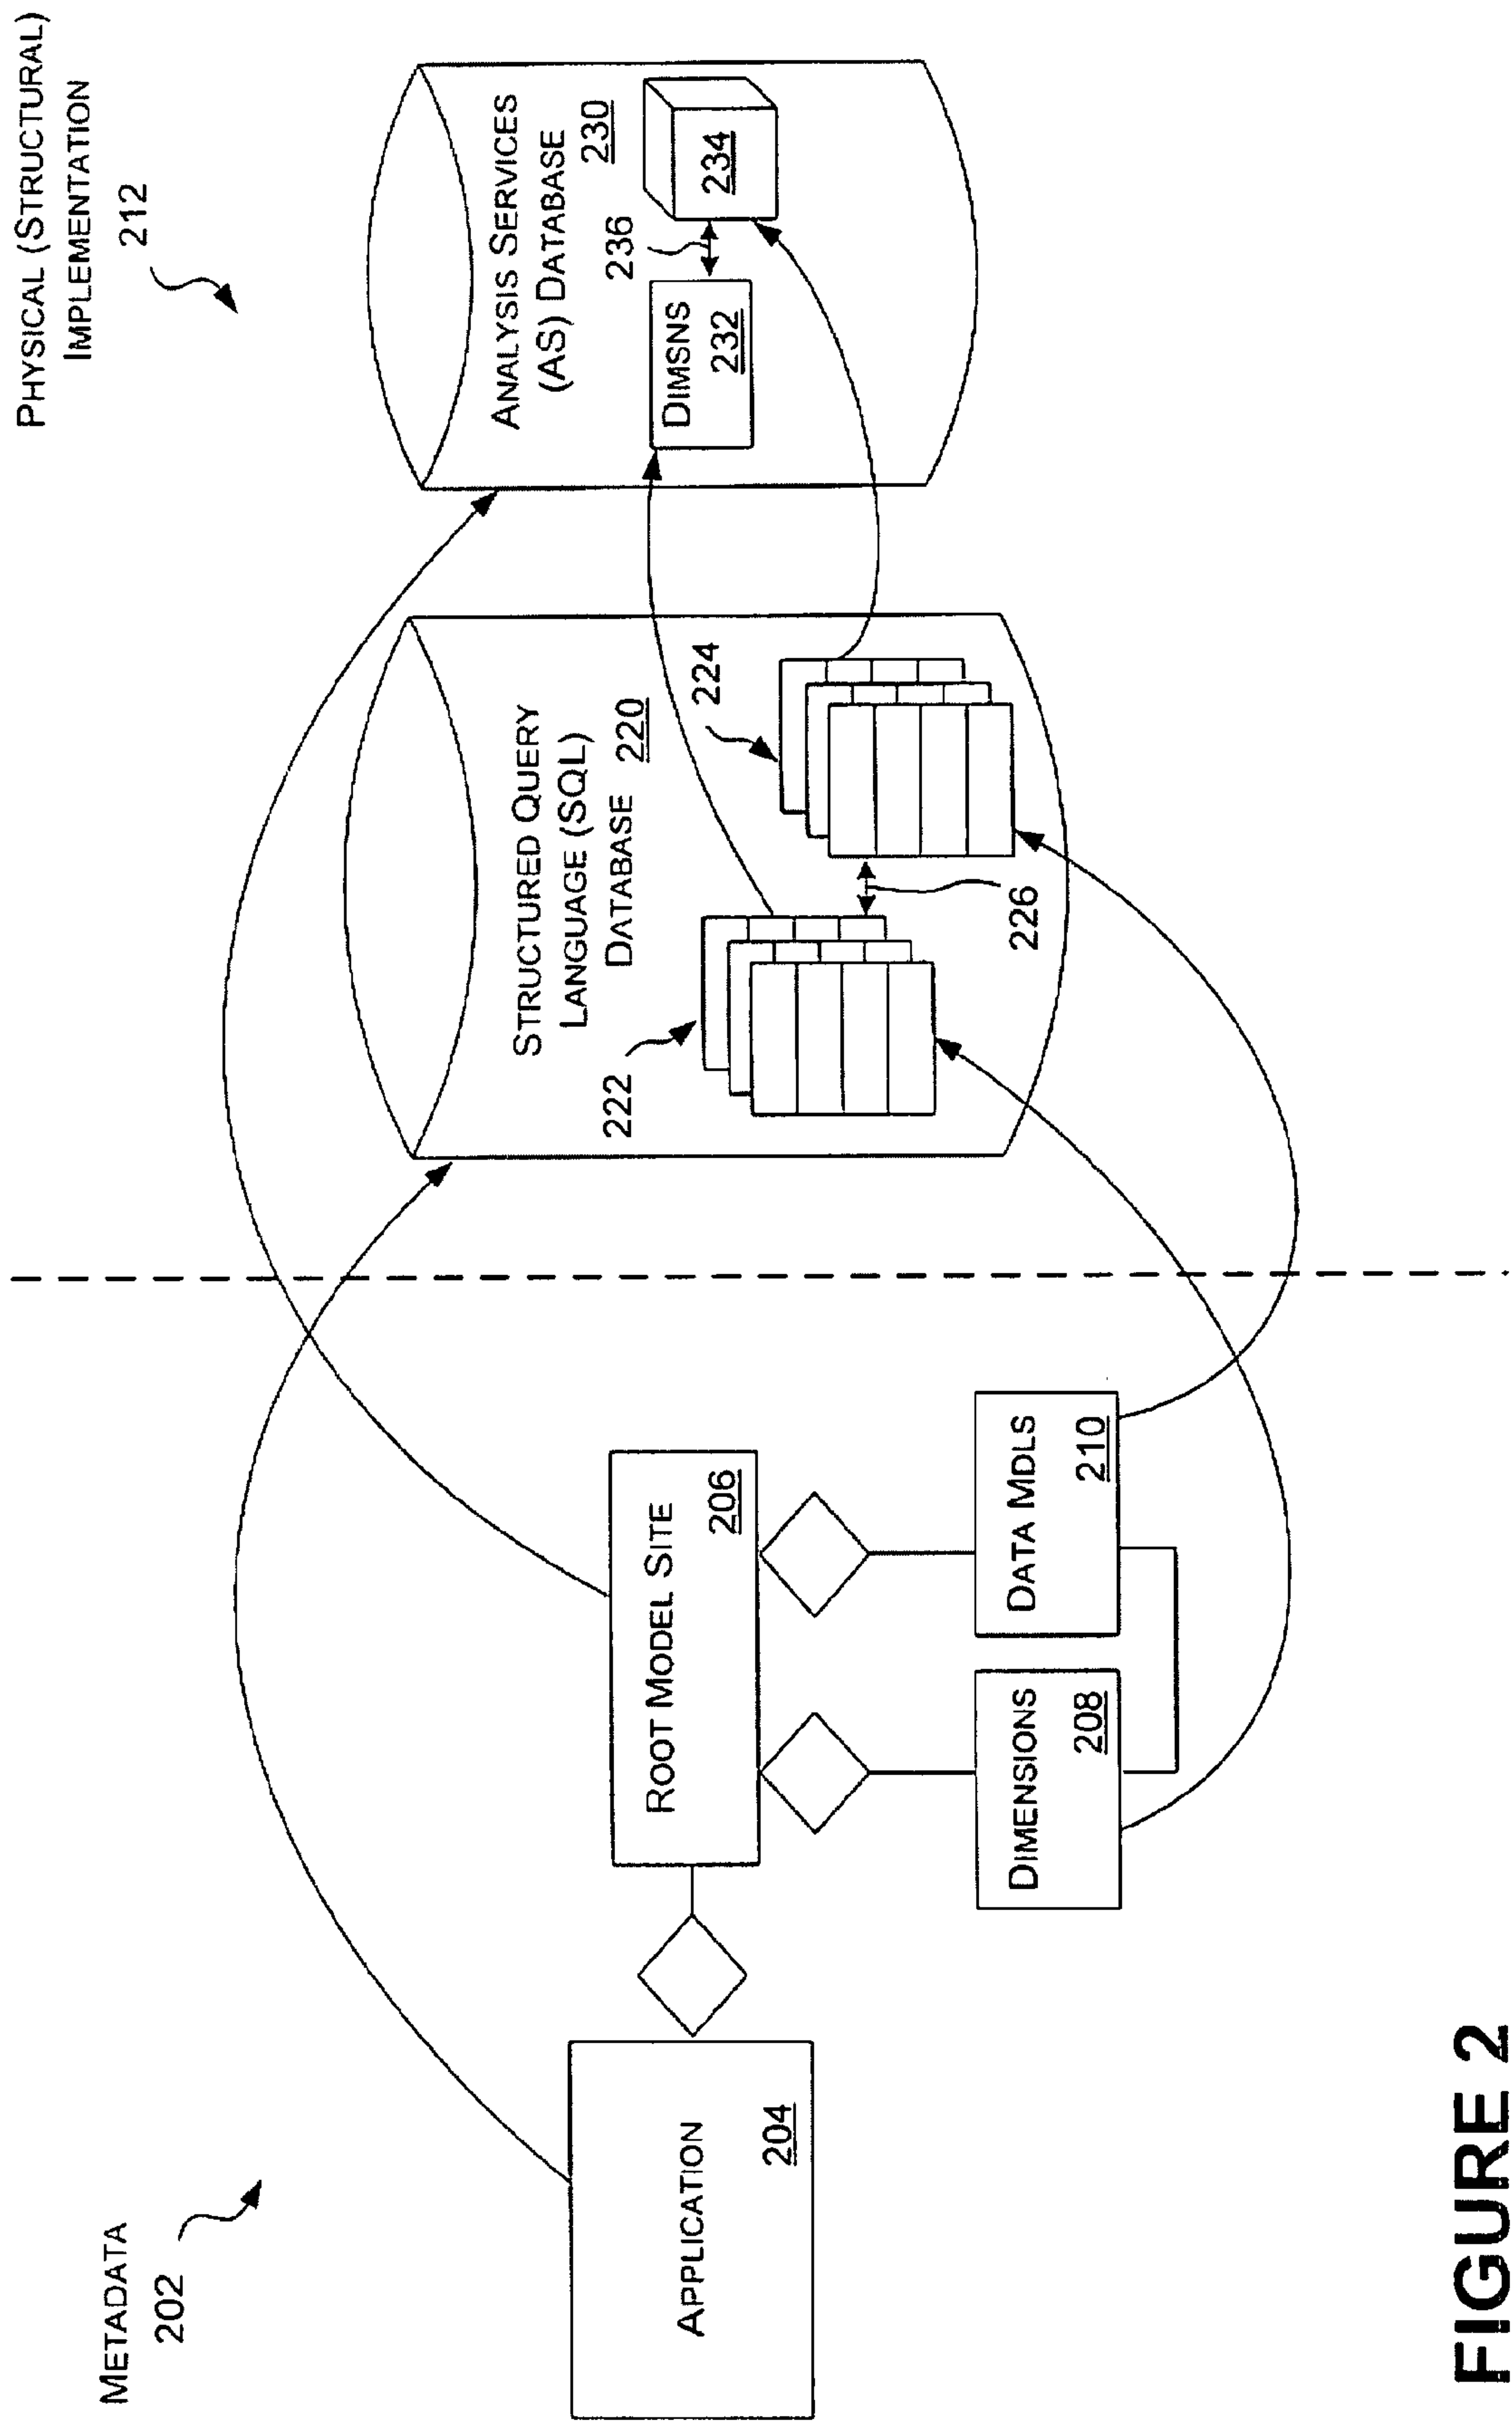 METADATA
202
PHYSICAL (STRUCTURAL)
IMPLEMENTATION
212
APPLICATION
204
ROOT MODEL SITE
206
DIMENSIONS
208
DATA MDLS
210
STRUCTURED QUERY
LANGUAGE (SQL)
DATABASE 220
222
224
226
ANALYSIS SERVICES
(AS) DATABASE
230
DIMSNS
232
236
234
FIGURE 2